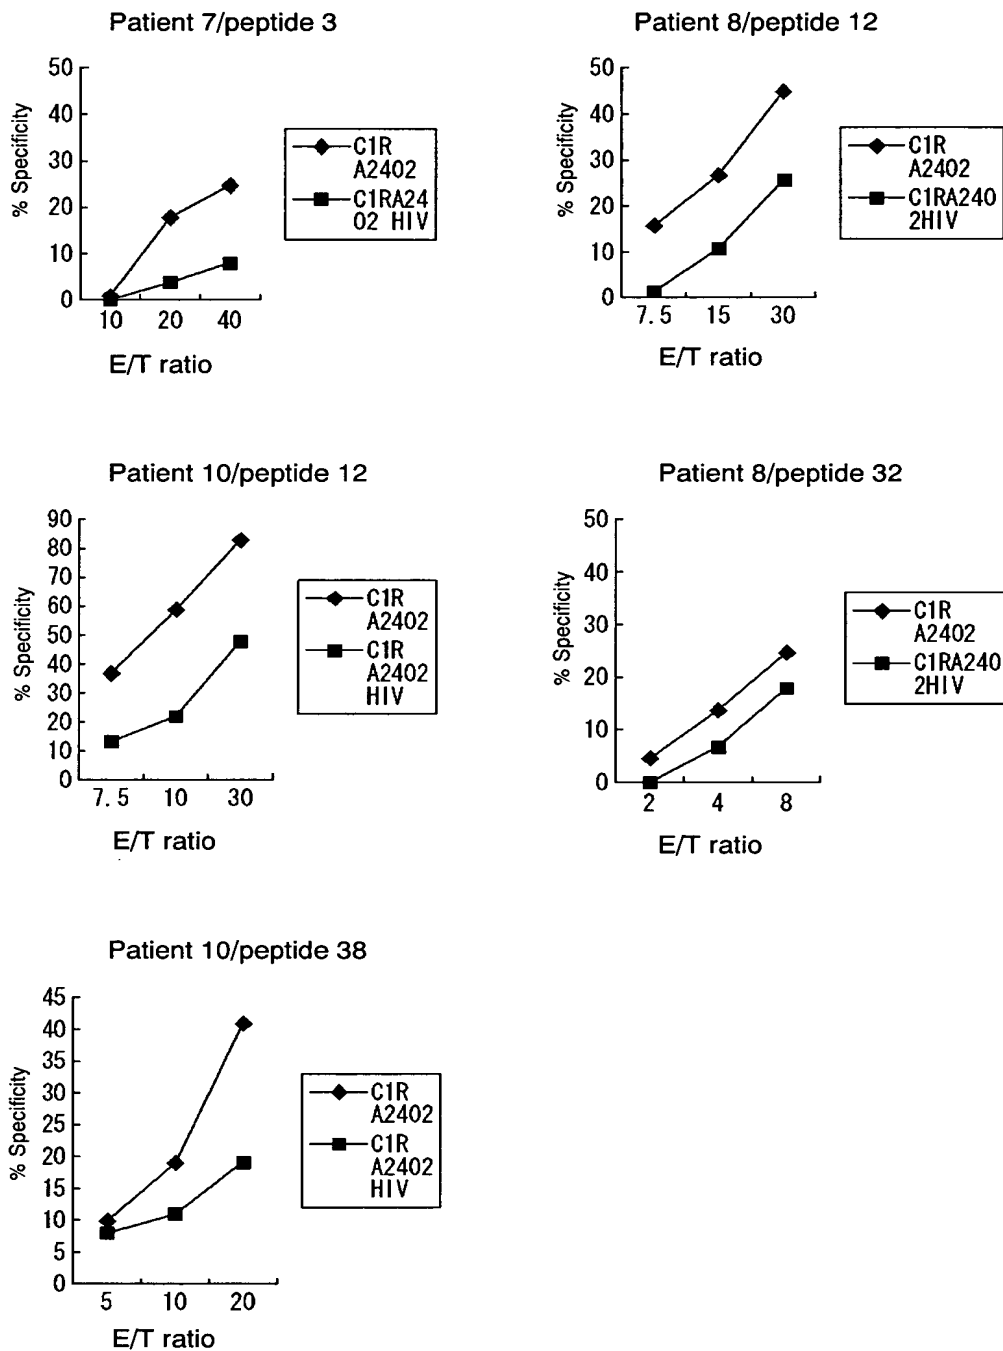 Patient 7/peptide 3
% Specificity
50
40
30
20
10
0
10 20 40
E/T ratio
C1R
A2402
C1RA24
02 HIV
Patient 8/peptide 12
% Specificity
50
40
30
20
10
0
7.5 15 30
E/T ratio
C1R
A2402
C1RA240
2HIV
Patient 10/peptide 12
% Specificity
90
80
70
60
50
40
30
20
10
0
7.5 10 30
E/T ratio
C1R
A2402
C1R
A2402
HIV
Patient 8/peptide 32
% Specificity
50
40
30
20
10
0
2 4 8
E/T ratio
C1R
A2402
C1RA240
2HIV
Patient 10/peptide 38
% Specificity
45
40
35
30
25
20
15
10
5
0
5 10 20
E/T ratio
C1R
A2402
C1R
A2402
HIV